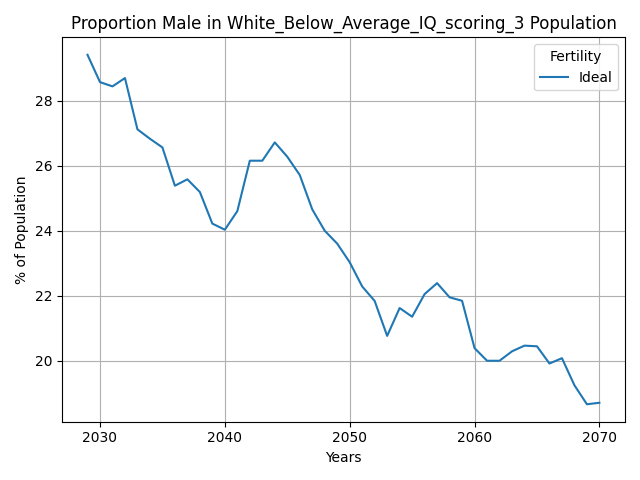 Proportion Male in White_Below_Average_IQ_scoring_3 Population
Fertility
Ideal
% of Population
28
26
24
22
20
2030 2040 2050 2060 2070
Years